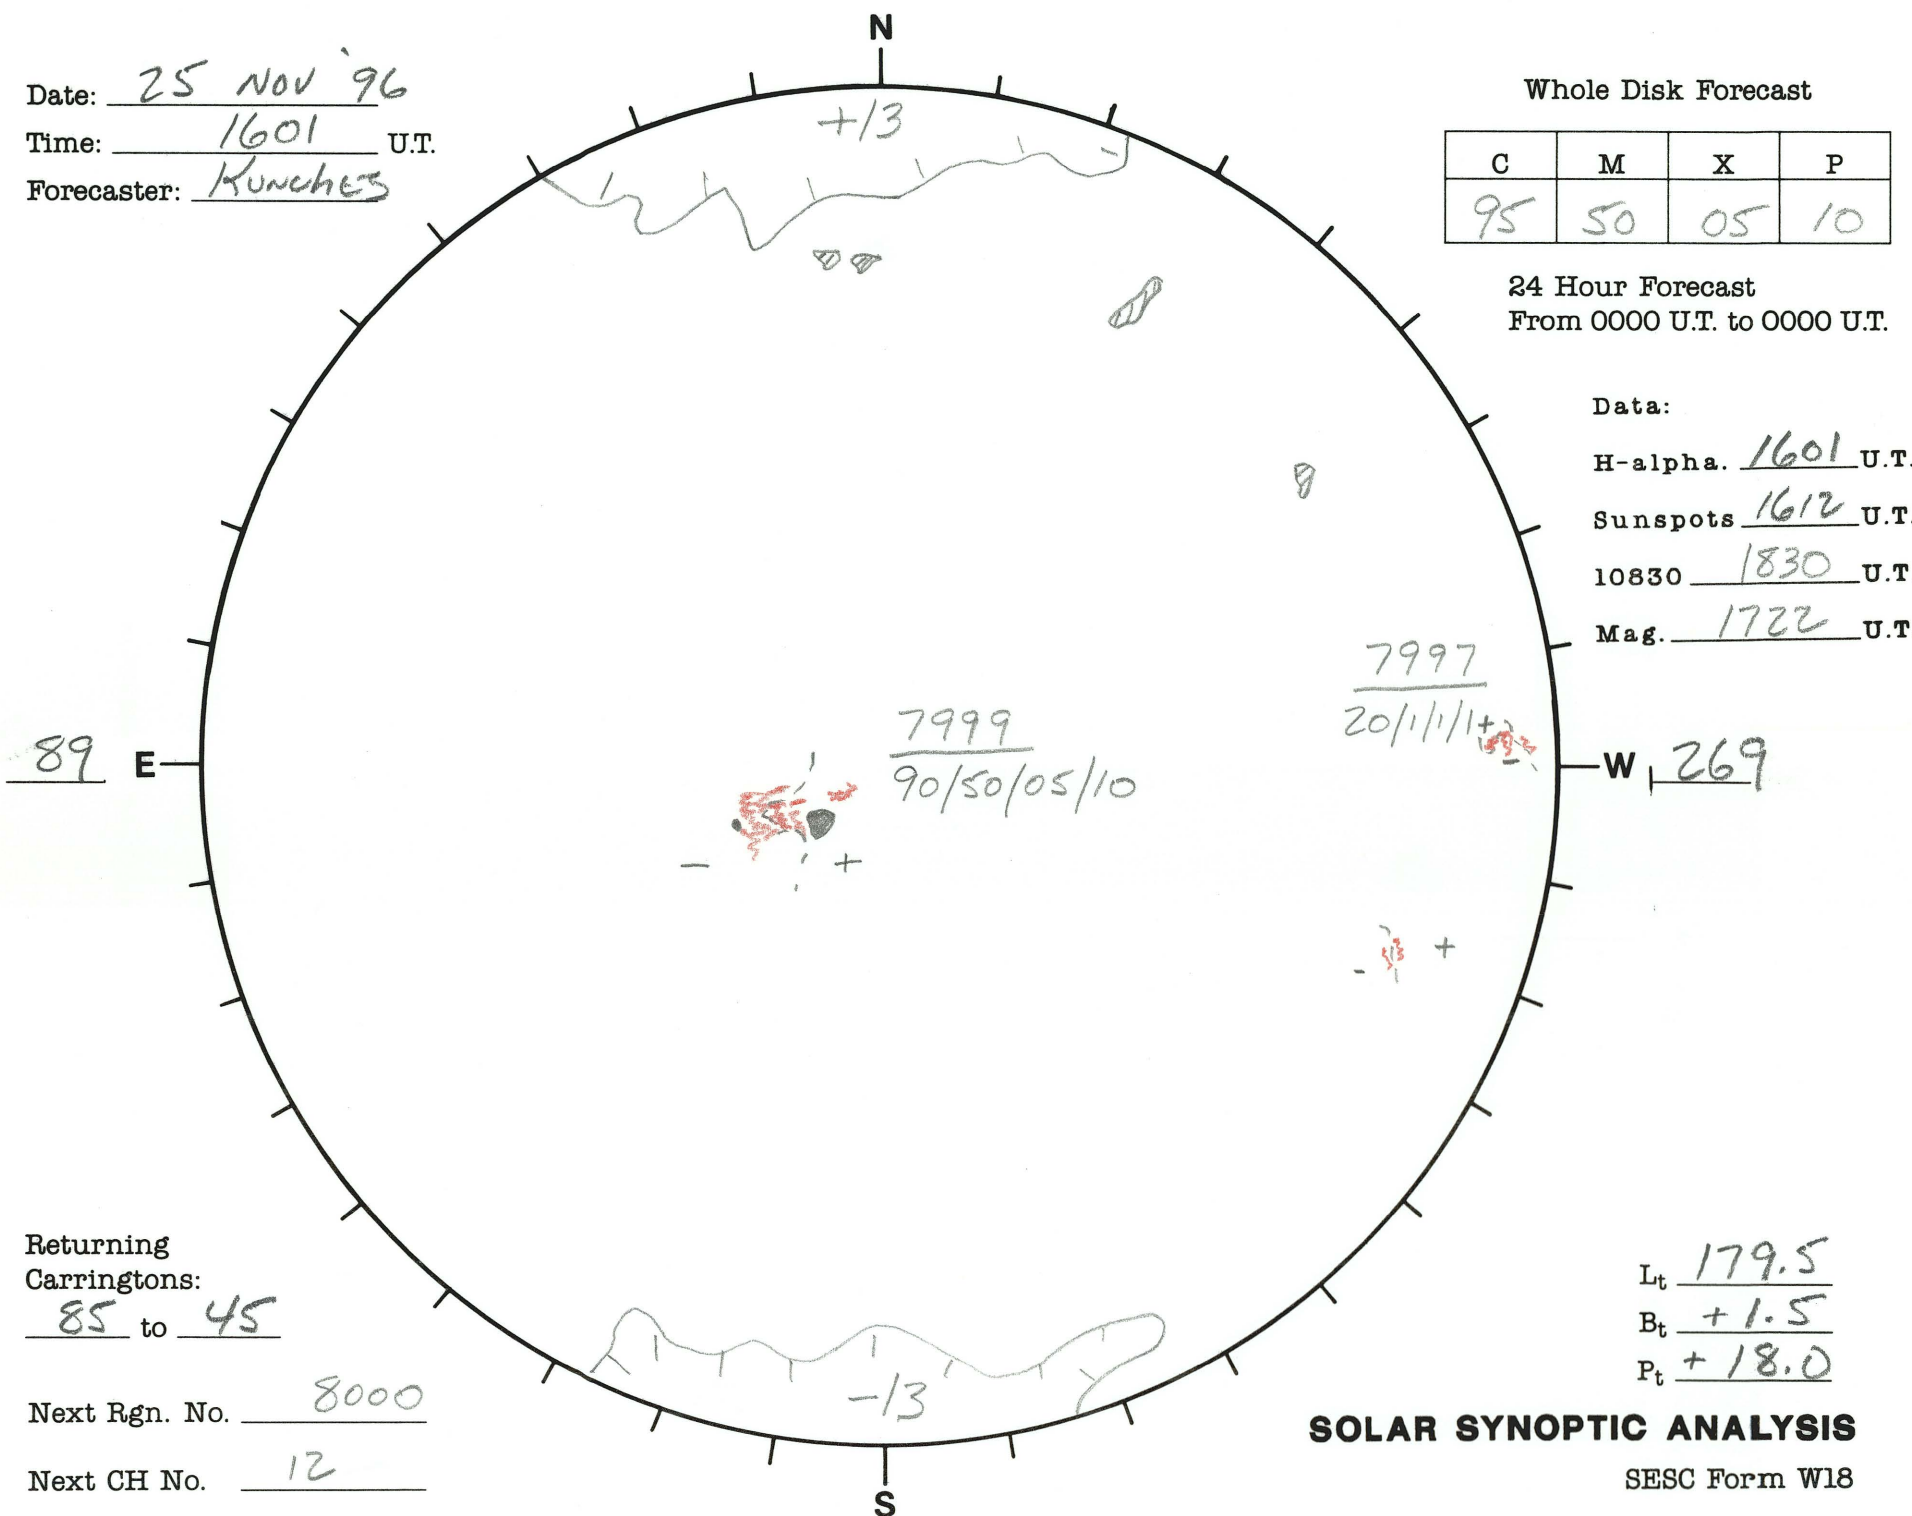 N
Date: 25 NOV '96
Time: 1601 U.T.
Forecaster: KUNCHES
Whole Disk Forecast
C M X P
95 50 05 10
24 Hour Forecast
From 0000 U.T. to 0000 U.T.
+/3
Data:
H-alpha. 1601 U.T.
Sunspots 1612 U.T.
10830 1830 U.T
Mag. 1722 U.T
7997
20/1/1/1
+
-
7999
90/50/05/10
89 E
W 269
- +
- +
Returning
Carringtons:
85 to 45
Next Rgn. No. 8000
Next CH No. 12
-/3
Lt 179.5
Bt +1.5
Pt +18.0
SOLAR SYNOPTIC ANALYSIS
SESC Form W18
S